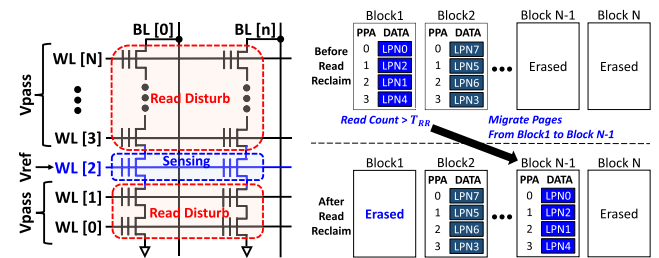 BL [0]
BL [n]
WL [N]
Vpass
Read Disturb
WL [3]
Vref
WL [2]
Sensing
WL [1]
Vpass
Read Disturb
WL [0]
Block1
Block2
Block N-1
Block N
Before
Read
Reclaim
PPA DATA
0 LPN0
1 LPN2
2 LPN1
3 LPN4
PPA DATA
0 LPN7
1 LPN5
2 LPN6
3 LPN3
Erased
Erased
Read Count > T_RR
Migrate Pages
From Block1 to Block N-1
Block1
Block2
Block N-1
Block N
After
Read
Reclaim
Erased
PPA DATA
0 LPN7
1 LPN5
2 LPN6
3 LPN3
PPA DATA
0 LPN0
1 LPN2
2 LPN1
3 LPN4
Erased